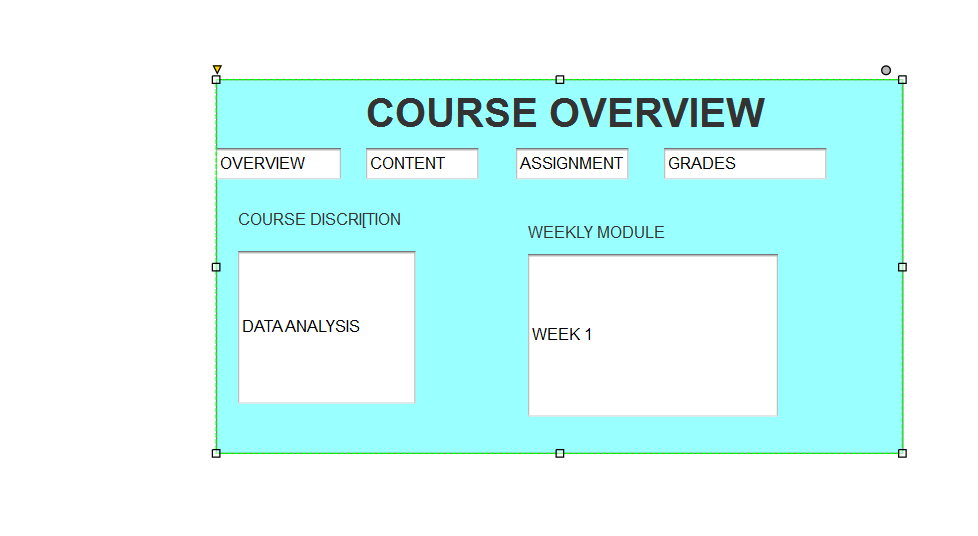 COURSE OVERVIEW
OVERVIEW
CONTENT
ASSIGNMENT
GRADES
COURSE DISCRI[TION
WEEKLY MODULE
DATA ANALYSIS
WEEK 1